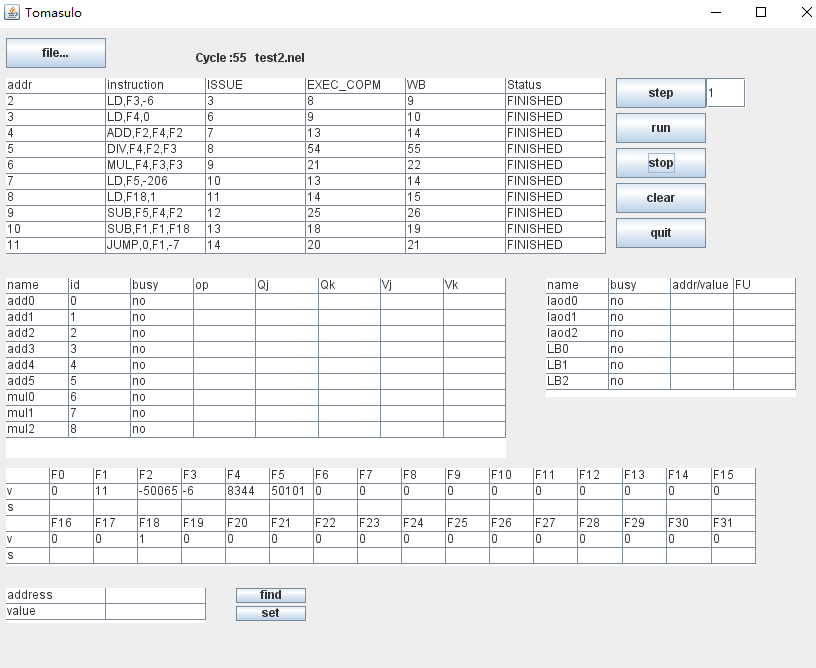 Tomasulo
file...
Cycle :55 test2.nel
addr instruction ISSUE EXEC_COPM WB Status
2 LD,F3,-6 3 8 9 FINISHED
3 LD,F4,0 6 9 10 FINISHED
4 ADD,F2,F4,F2 7 13 14 FINISHED
5 DIV,F4,F2,F3 8 54 55 FINISHED
6 MUL,F4,F3,F3 9 21 22 FINISHED
7 LD,F5,-206 10 13 14 FINISHED
8 LD,F18,1 11 14 15 FINISHED
9 SUB,F5,F4,F2 12 25 26 FINISHED
10 SUB,F1,F1,F18 13 18 19 FINISHED
11 JUMP,0,F1,-7 14 20 21 FINISHED
step 1
run
stop
clear
quit
name id busy op Qj Qk Vj Vk
add0 0 no
add1 1 no
add2 2 no
add3 3 no
add4 4 no
add5 5 no
mul0 6 no
mul1 7 no
mul2 8 no
name busy addr/value FU
laod0 no
laod1 no
laod2 no
LB0 no
LB1 no
LB2 no
F0 F1 F2 F3 F4 F5 F6 F7 F8 F9 F10 F11 F12 F13 F14 F15
v 0 11 -50065 -6 8344 50101 0 0 0 0 0 0 0 0 0 0
s
F16 F17 F18 F19 F20 F21 F22 F23 F24 F25 F26 F27 F28 F29 F30 F31
v 0 0 1 0 0 0 0 0 0 0 0 0 0 0 0 0
s
address find
value set